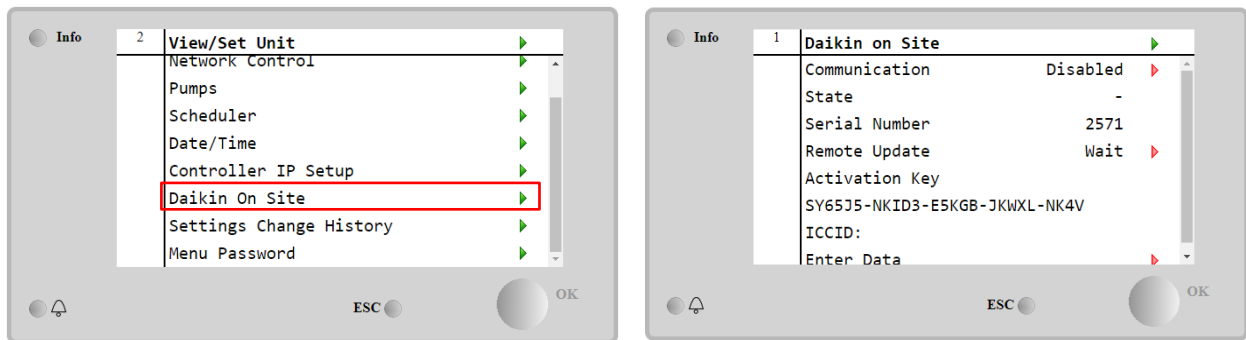 Info
2 View/Set Unit
Network Control
Pumps
Scheduler
Date/Time
Controller IP Setup
Daikin On Site
Settings Change History
Menu Password
ESC
OK
Info
1 Daikin on Site
Communication Disabled
State -
Serial Number 2571
Remote Update Wait
Activation Key
SY65J5-NKID3-E5KGB-JKWXL-NK4V
ICCID:
Enter Data
ESC
OK